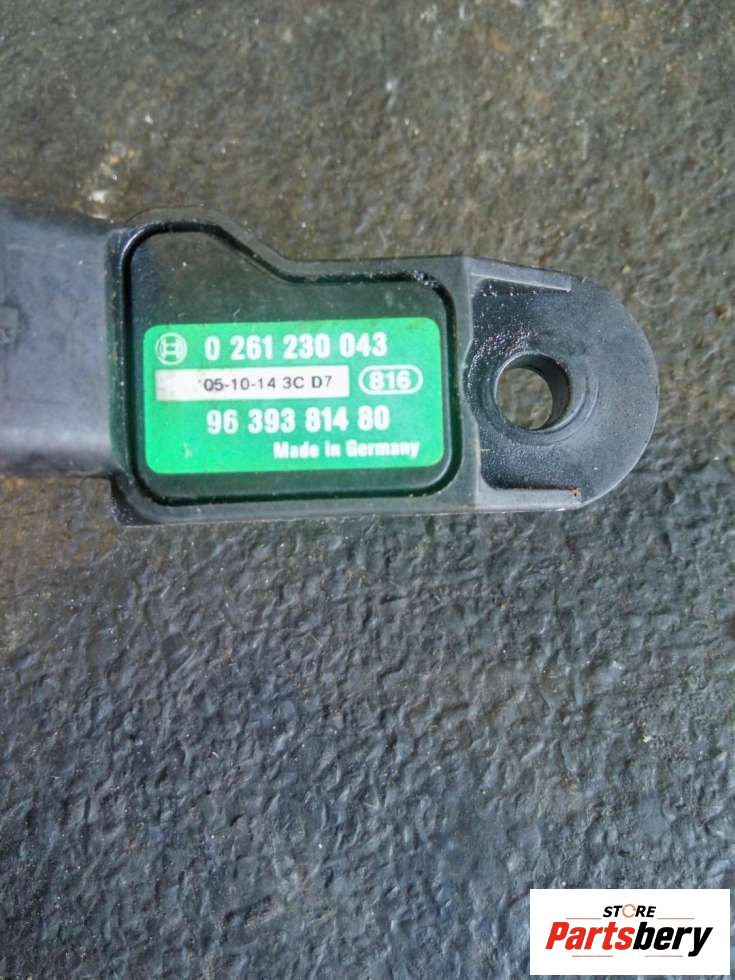 0 261 230 043
'05-10-14 3C D7
816
96 393 814 80
Made in Germany
STORE
Partsbery